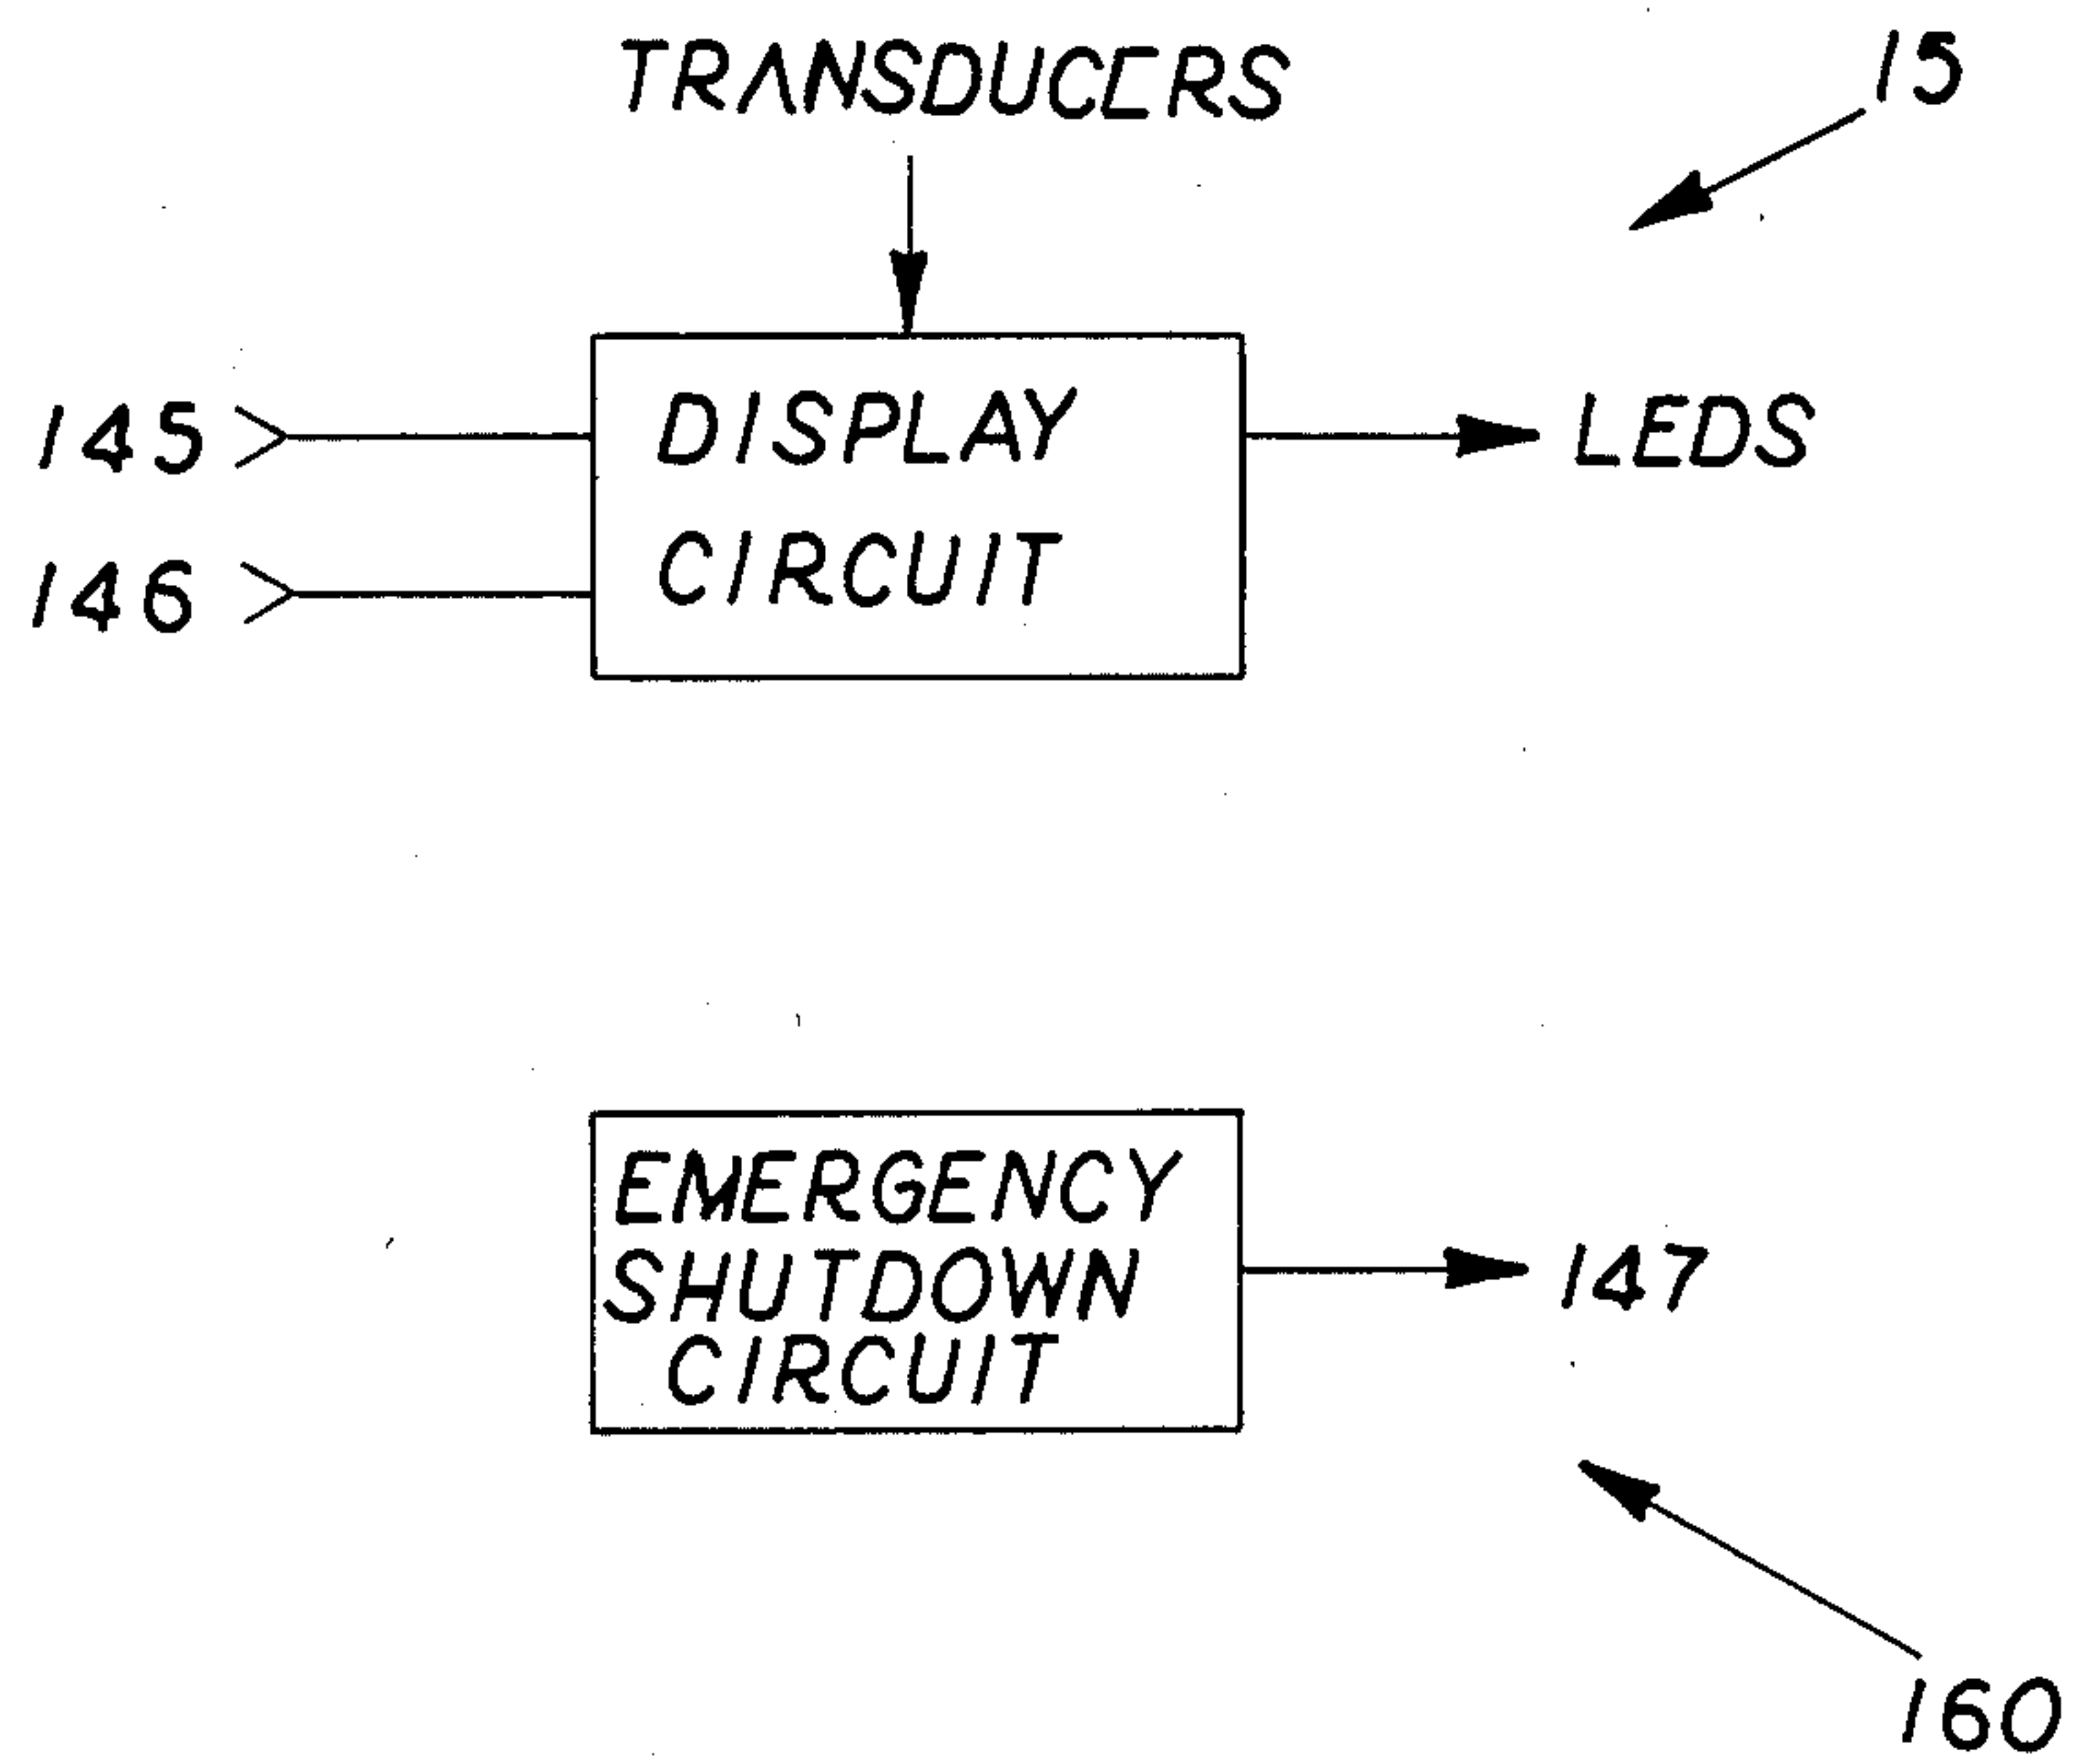 TRANSDUCERS
15
145
DISPLAY
LEDS
CIRCUIT
146
EMERGENCY
SHUTDOWN
147
CIRCUIT
160